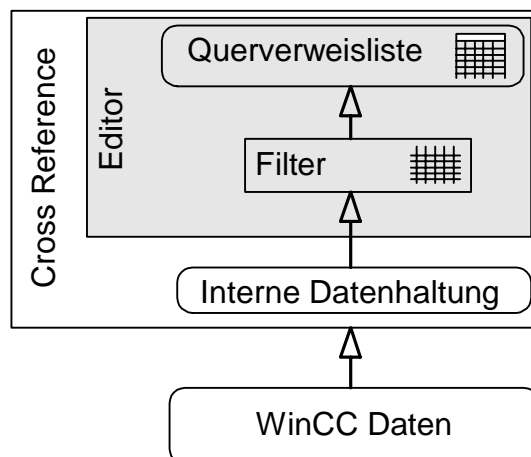 Cross Reference
Editor
Querverweisliste
Filter
Interne Datenhaltung
WinCC Daten